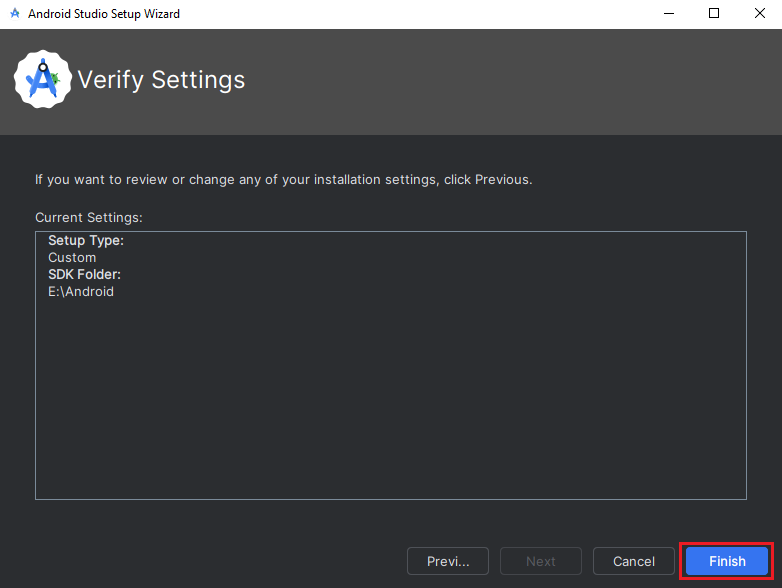 Android Studio Setup Wizard
Verify Settings
If you want to review or change any of your installation settings, click Previous.
Current Settings:
Setup Type:
Custom
SDK Folder:
E:\Android
Previ...
Next
Cancel
Finish